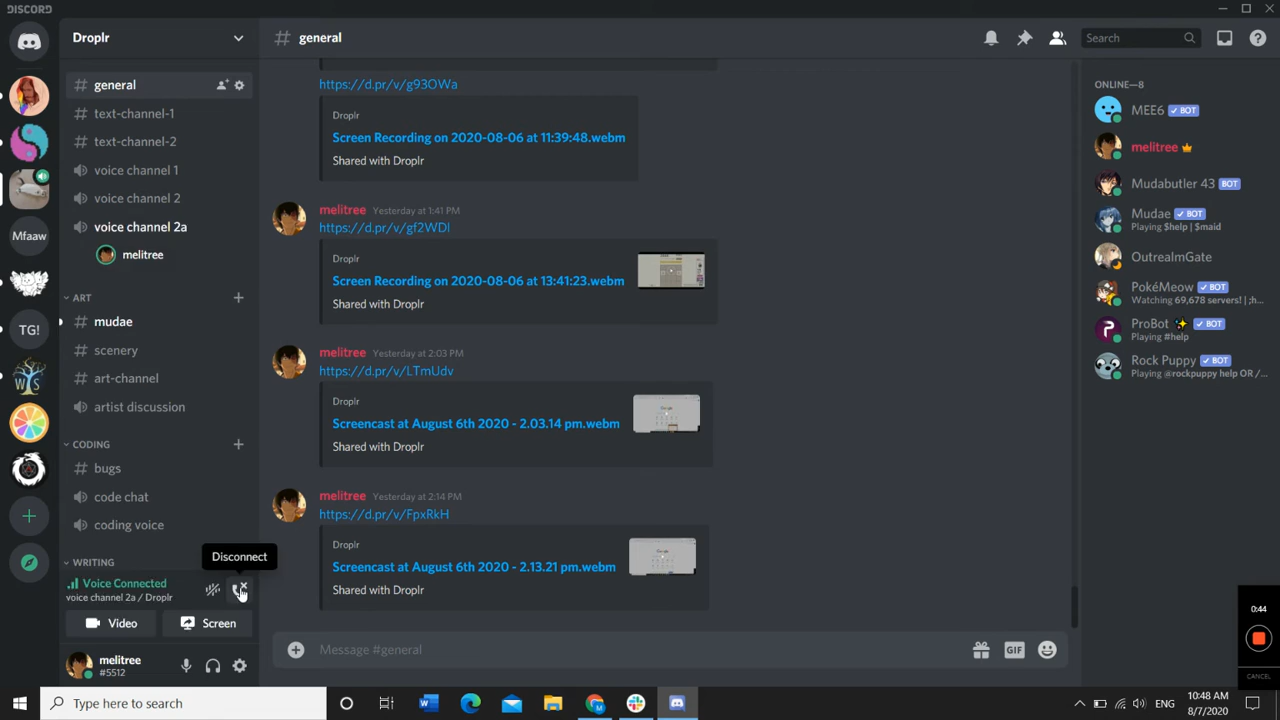 DISCORD
Droplr
general
text-channel-1
text-channel-2
voice channel 1
voice channel 2
voice channel 2a
melitree
Mfaaw
TG!
WS
ART
mudae
scenery
art-channel
artist discussion
CODING
bugs
code chat
coding voice
WRITING
Disconnect
Voice Connected
voice channel 2a / Droplr
Video
Screen
melitree
#5512
# general
Search
https://d.pr/v/g93OWa
Droplr
Screen Recording on 2020-08-06 at 11:39:48.webm
Shared with Droplr
melitree Yesterday at 1:41 PM
https://d.pr/v/gf2WDI
Droplr
Screen Recording on 2020-08-06 at 13:41:23.webm
Shared with Droplr
melitree Yesterday at 2:03 PM
https://d.pr/v/LTmUdv
Droplr
Screencast at August 6th 2020 - 2.03.14 pm.webm
Shared with Droplr
melitree Yesterday at 2:14 PM
https://d.pr/v/FpxRkH
Droplr
Screencast at August 6th 2020 - 2.13.21 pm.webm
Shared with Droplr
Message #general
GIF
ONLINE—8
MEE6 ✓ BOT
melitree
Mudabutler 43 BOT
Mudae ✓ BOT
Playing $help | $maid
OutrealmGate
PokéMeow ✓ BOT
Watching 69,678 servers! | ;h...
ProBot ✨ ✓ BOT
Playing #help
Rock Puppy ✓ BOT
Playing @rockpuppy help OR /...
0:44
CANCEL
Type here to search
ENG
10:48 AM
8/7/2020